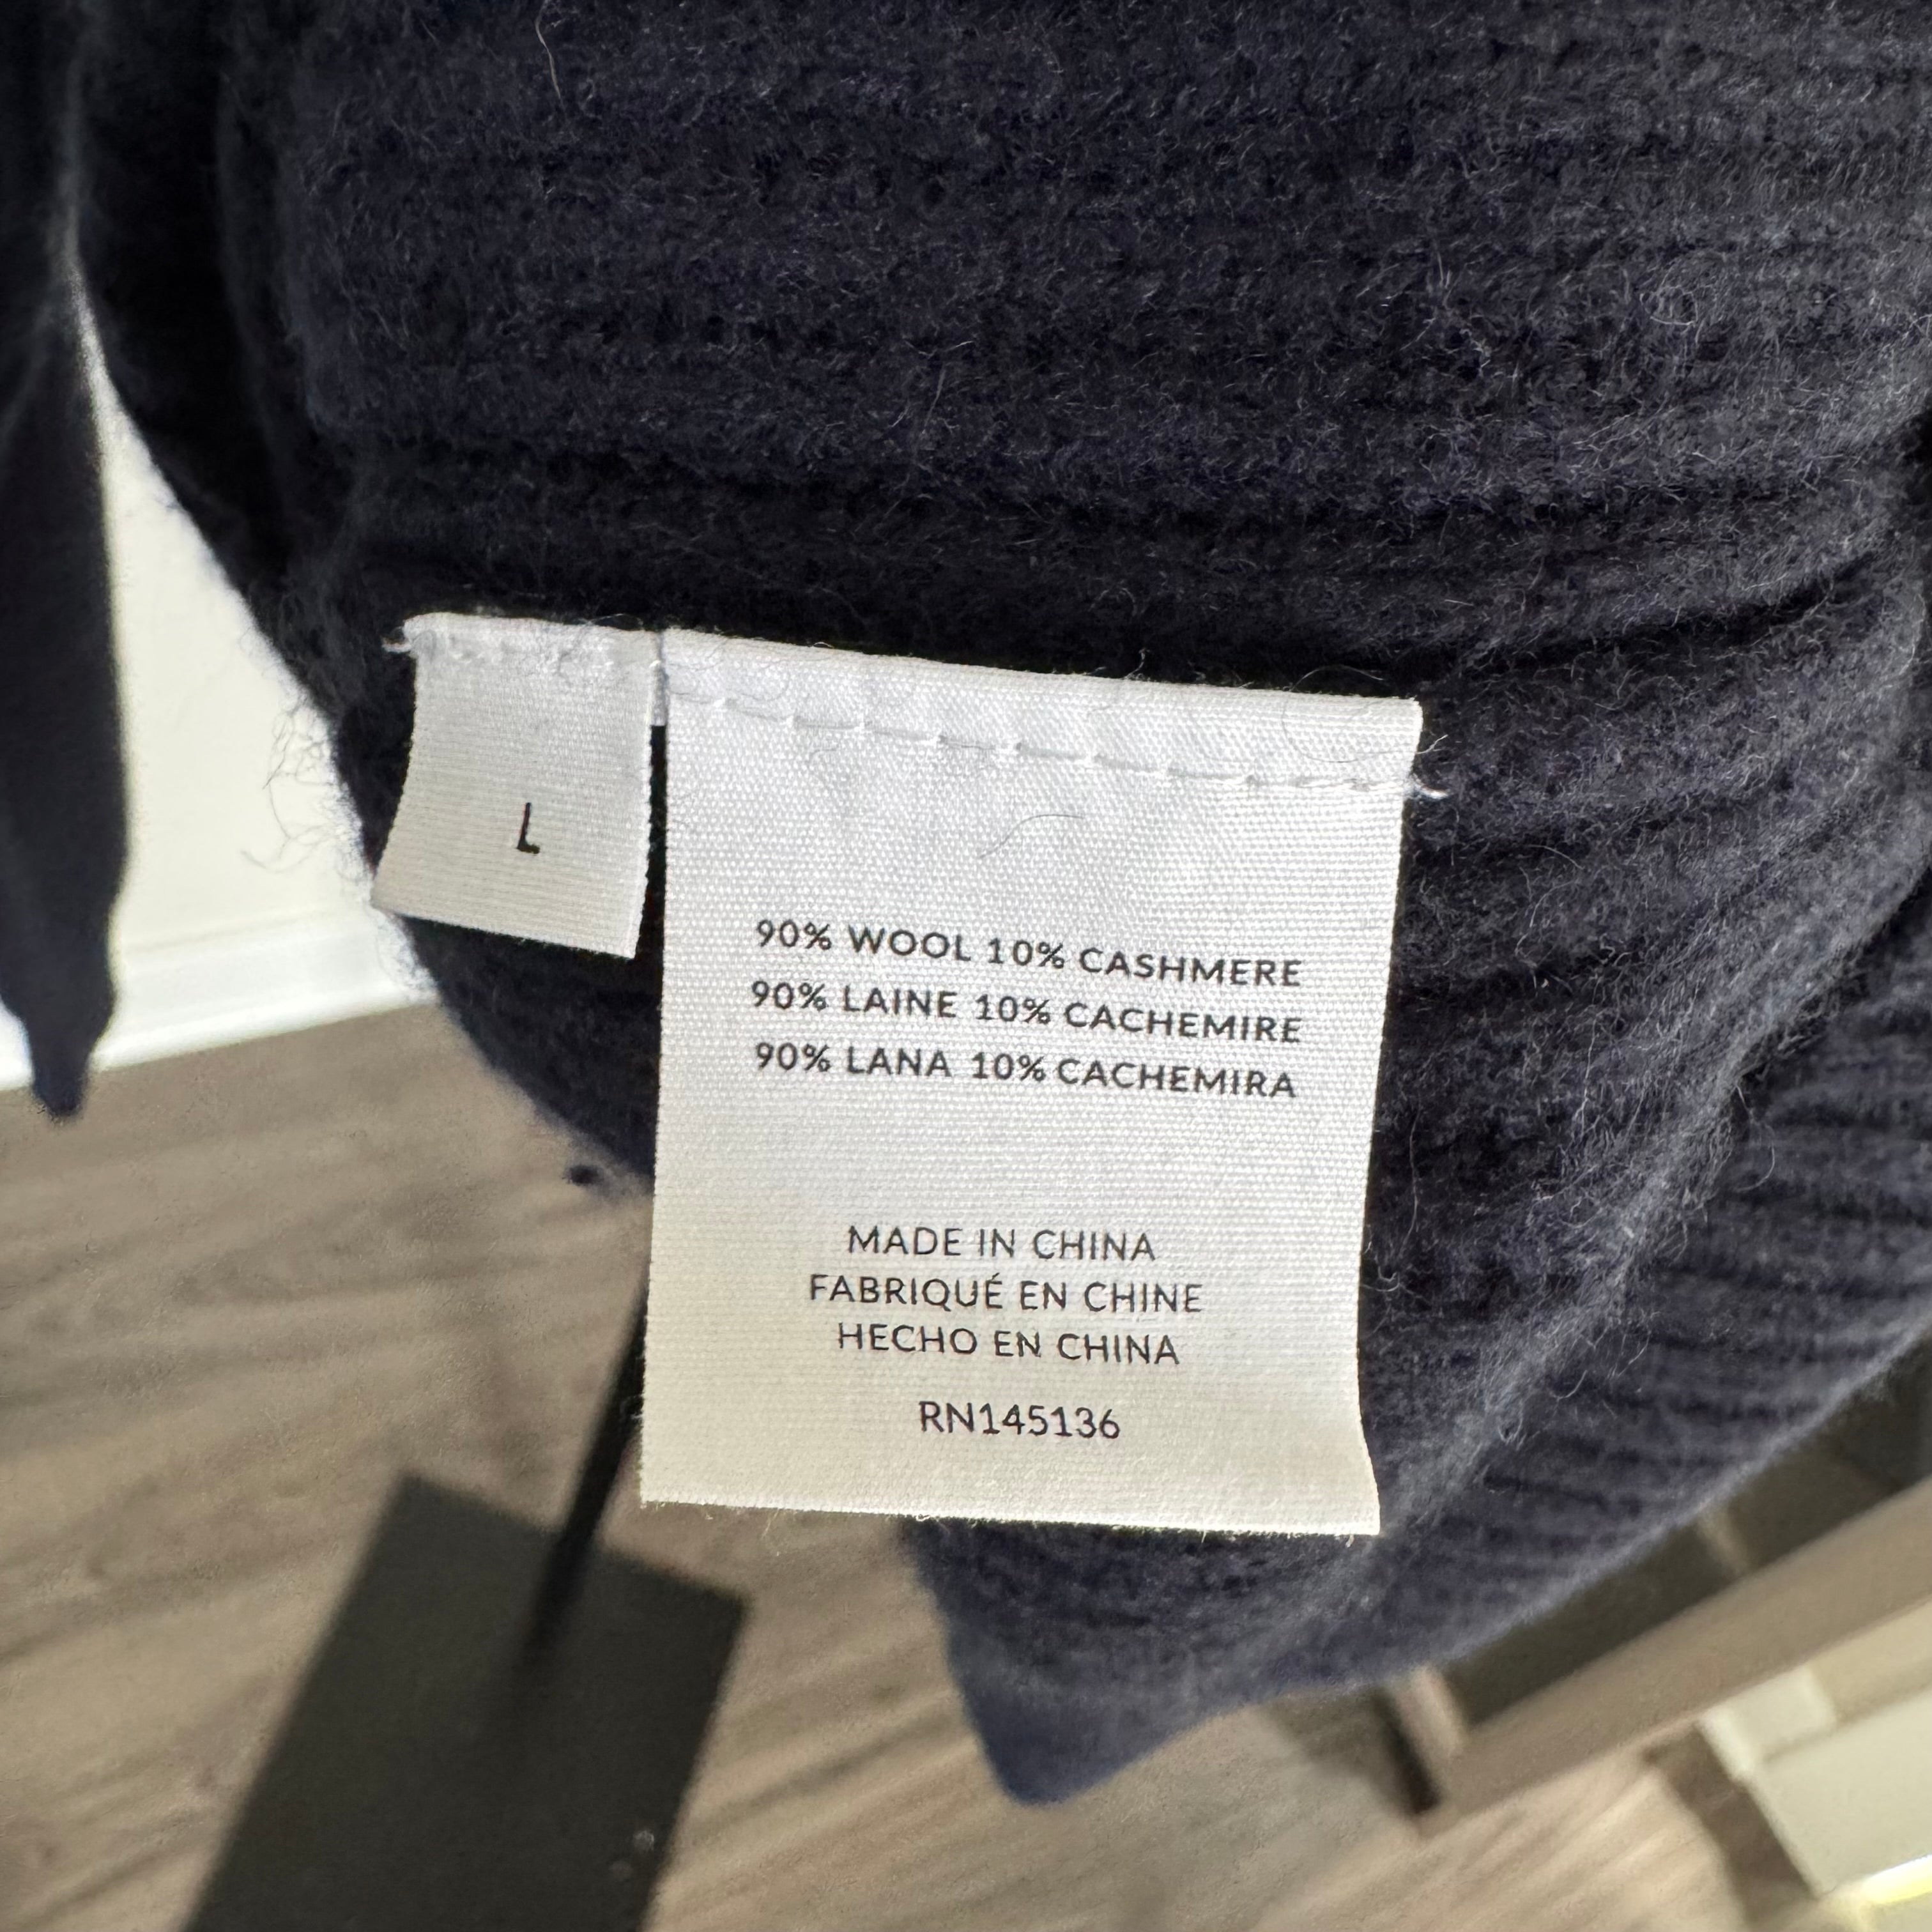 L
90% WOOL 10% CASHMERE
90% LAINE 10% CACHEMIRE
90% LANA 10% CACHEMIRA
MADE IN CHINA
FABRIQUÉ EN CHINE
HECHO EN CHINA
RN145136